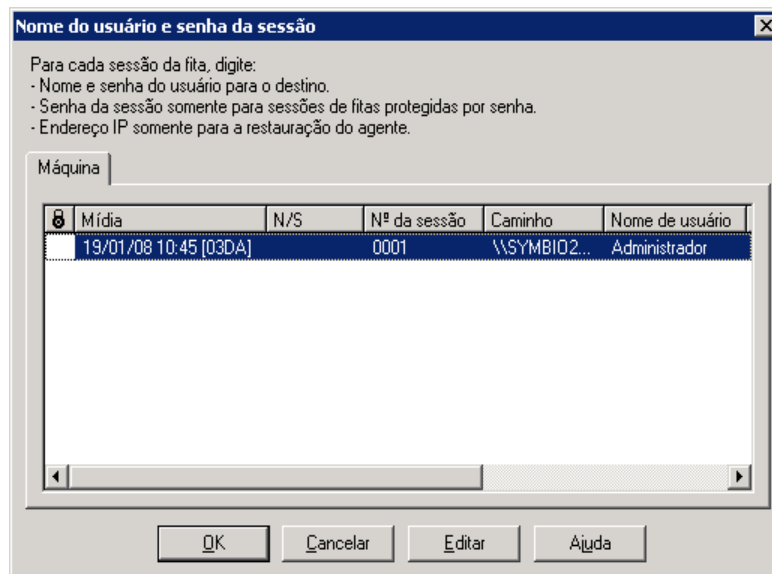 Nome do usuário e senha da sessão
Para cada sessão da fita, digite:
- Nome e senha do usuário para o destino.
- Senha da sessão somente para sessões de fitas protegidas por senha.
- Endereço IP somente para a restauração do agente.
Máquina
Mídia N/S Nº da sessão Caminho Nome de usuário
19/01/08 10:45 [03DA] 0001 \\SYMBIO2... Administrador
OK Cancelar Editar Ajuda